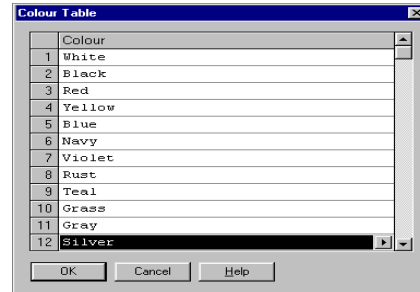 Colour Table
Colour
1 White
2 Black
3 Red
4 Yellow
5 Blue
6 Navy
7 Violet
8 Rust
9 Teal
10 Grass
11 Gray
12 Silver
OK Cancel Help